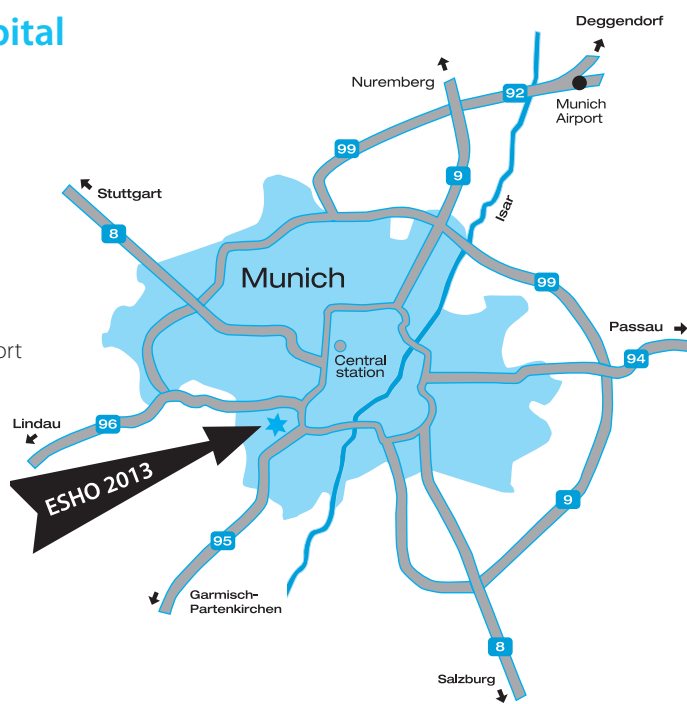 pital
Deggendorf
Nuremberg
92
Munich
Airport
99
9
Stuttgart
Isar
8
Munich
99
Passau
ort
Central
station
94
Lindau
96
ESHO 2013
9
95
Garmisch-
Partenkirchen
8
Salzburg